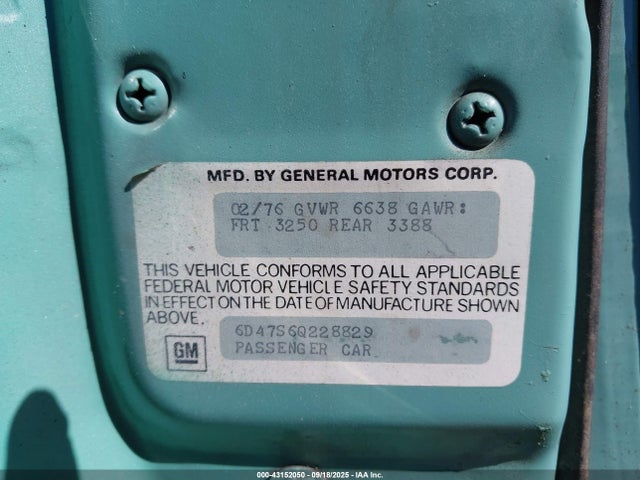 MFD. BY GENERAL MOTORS CORP.
02/76 GVWR 6638 GAWR:
FRT 3250 REAR 3388
THIS VEHICLE CONFORMS TO ALL APPLICABLE
FEDERAL MOTOR VEHICLE SAFETY STANDARDS
IN EFFECT ON THE DATE OF MANUFACTURE SHOWN
ABOVE.
6D47S6Q228829
PASSENGER CAR
GM
000-43152050 - 09/18/2025 - IAA Inc.